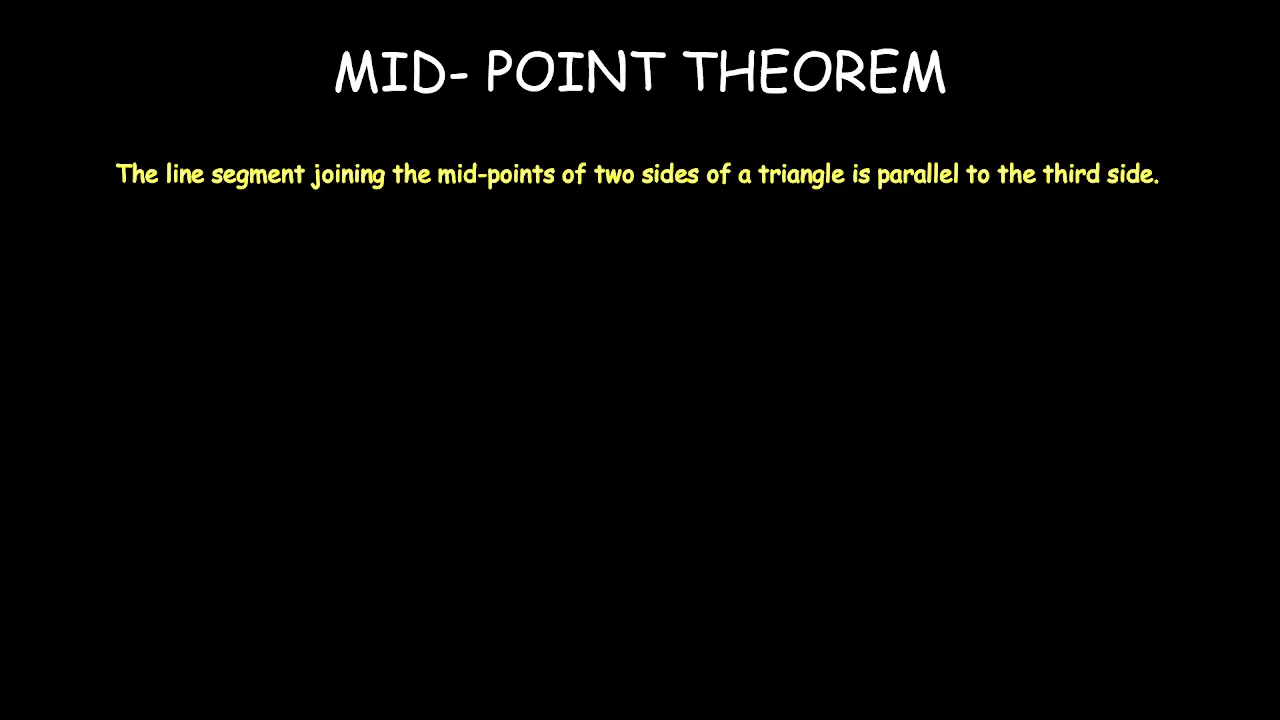 MID- POINT THEOREM
The line segment joining the mid-points of two sides of a triangle is parallel to the third side.